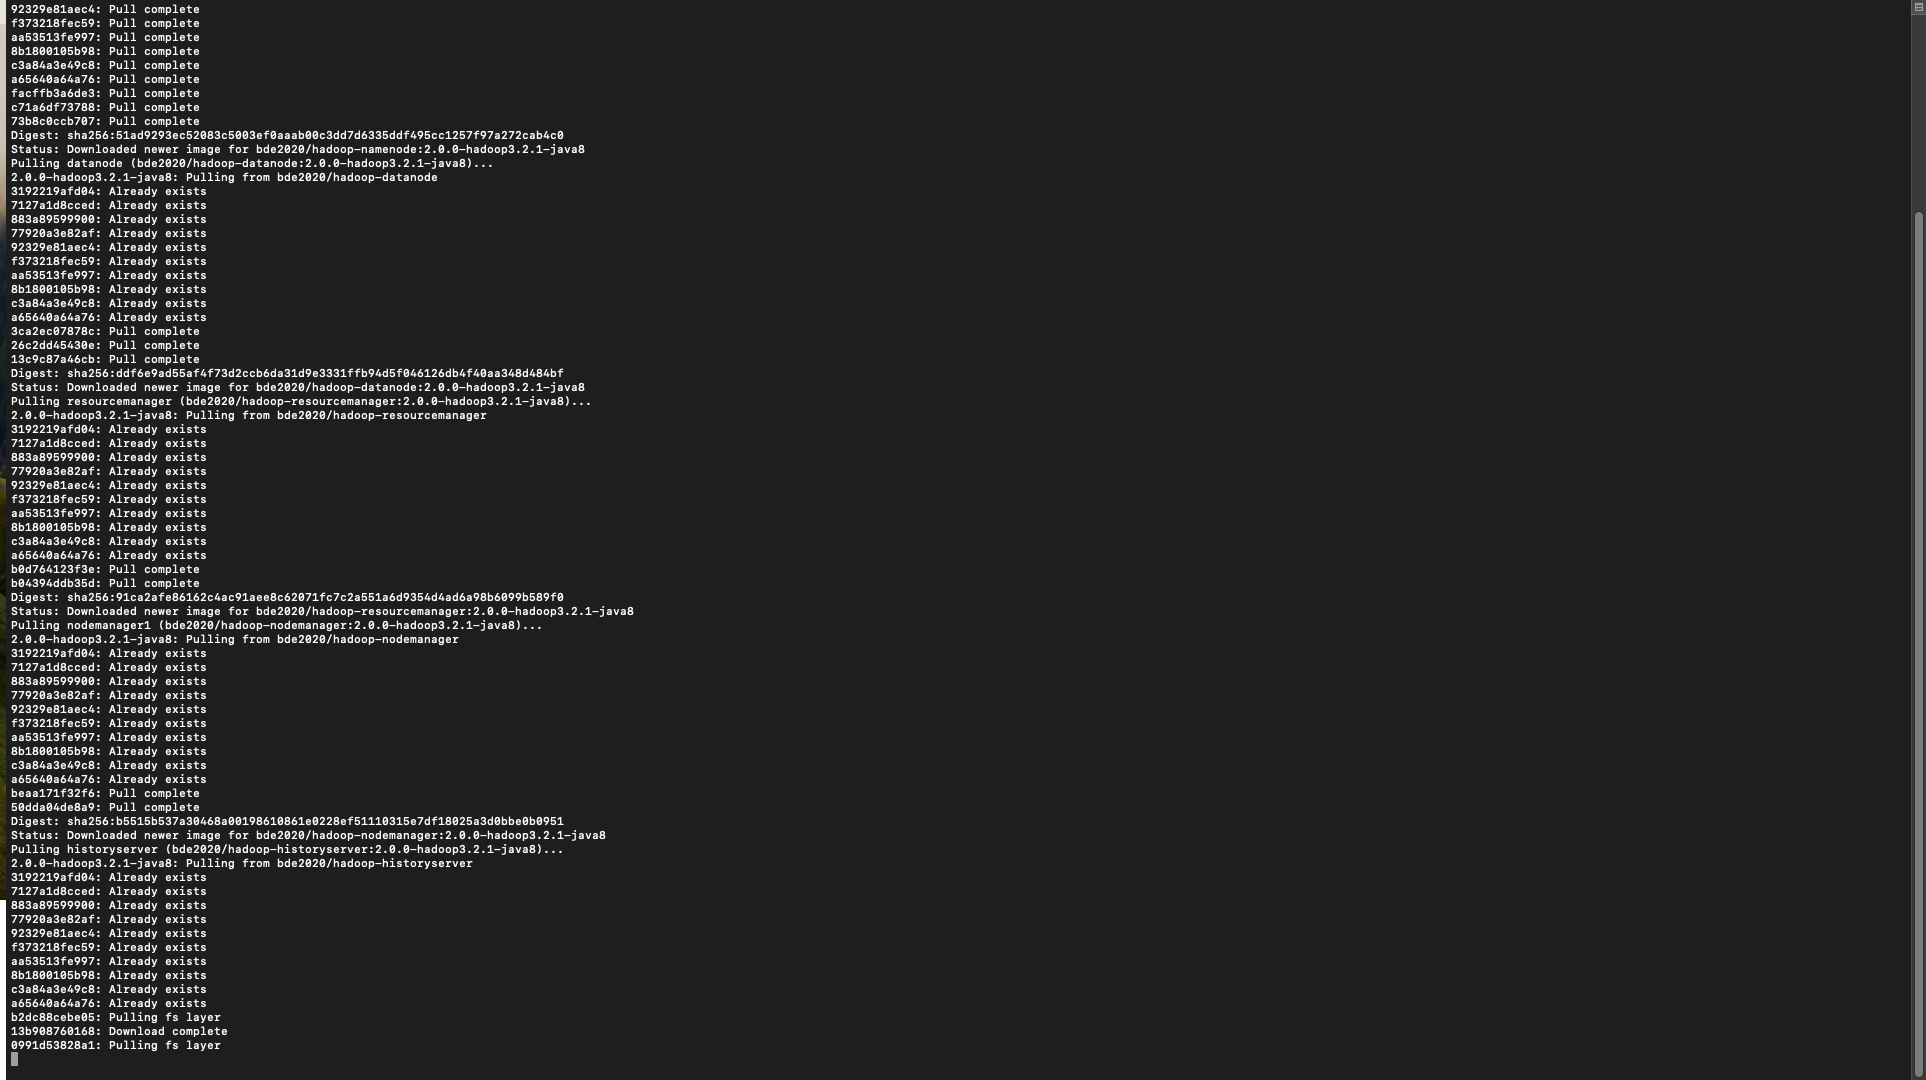 92329e81aec4: Pull complete
f373218fec59: Pull complete
aa53513fe997: Pull complete
8b1800105b98: Pull complete
c3a84a3e49c8: Pull complete
a65640a64a76: Pull complete
facffb3a6de3: Pull complete
c71a6df73788: Pull complete
73b8c0ccb707: Pull complete
Digest: sha256:51ad9293ec52083c5003ef0aaab00c3dd7d6335ddf495cc1257f97a272cab4c0
Status: Downloaded newer image for bde2020/hadoop-namenode:2.0.0-hadoop3.2.1-java8
Pulling datanode (bde2020/hadoop-datanode:2.0.0-hadoop3.2.1-java8)...
2.0.0-hadoop3.2.1-java8: Pulling from bde2020/hadoop-datanode
3192219afd04: Already exists
7127a1d8cced: Already exists
883a89599900: Already exists
77920a3e82af: Already exists
92329e81aec4: Already exists
f373218fec59: Already exists
aa53513fe997: Already exists
8b1800105b98: Already exists
c3a84a3e49c8: Already exists
a65640a64a76: Already exists
3ca2ec07878c: Pull complete
26c2dd45430e: Pull complete
13c9c87a46cb: Pull complete
Digest: sha256:ddf6e9ad55af4f73d2ccb6da31d9e3331ffb94d5f046126db4f40aa348d484bf
Status: Downloaded newer image for bde2020/hadoop-datanode:2.0.0-hadoop3.2.1-java8
Pulling resourcemanager (bde2020/hadoop-resourcemanager:2.0.0-hadoop3.2.1-java8)...
2.0.0-hadoop3.2.1-java8: Pulling from bde2020/hadoop-resourcemanager
3192219afd04: Already exists
7127a1d8cced: Already exists
883a89599900: Already exists
77920a3e82af: Already exists
92329e81aec4: Already exists
f373218fec59: Already exists
aa53513fe997: Already exists
8b1800105b98: Already exists
c3a84a3e49c8: Already exists
a65640a64a76: Already exists
b0d764123f3e: Pull complete
b04394ddb35d: Pull complete
Digest: sha256:91ca2afe86162c4ac91aee8c62071fc7c2a551a6d9354d4ad6a98b6099b589f0
Status: Downloaded newer image for bde2020/hadoop-resourcemanager:2.0.0-hadoop3.2.1-java8
Pulling nodemanager1 (bde2020/hadoop-nodemanager:2.0.0-hadoop3.2.1-java8)...
2.0.0-hadoop3.2.1-java8: Pulling from bde2020/hadoop-nodemanager
3192219afd04: Already exists
7127a1d8cced: Already exists
883a89599900: Already exists
77920a3e82af: Already exists
92329e81aec4: Already exists
f373218fec59: Already exists
aa53513fe997: Already exists
8b1800105b98: Already exists
c3a84a3e49c8: Already exists
a65640a64a76: Already exists
beaa171f32f6: Pull complete
50dda04de8a9: Pull complete
Digest: sha256:b5515b537a30468a00198610861e0228ef51110315e7df18025a3d0bbe0b0951
Status: Downloaded newer image for bde2020/hadoop-nodemanager:2.0.0-hadoop3.2.1-java8
Pulling historyserver (bde2020/hadoop-historyserver:2.0.0-hadoop3.2.1-java8)...
2.0.0-hadoop3.2.1-java8: Pulling from bde2020/hadoop-historyserver
3192219afd04: Already exists
7127a1d8cced: Already exists
883a89599900: Already exists
77920a3e82af: Already exists
92329e81aec4: Already exists
f373218fec59: Already exists
aa53513fe997: Already exists
8b1800105b98: Already exists
c3a84a3e49c8: Already exists
a65640a64a76: Already exists
b2dc88cebe05: Pulling fs layer
13b908760168: Download complete
0991d53828a1: Pulling fs layer